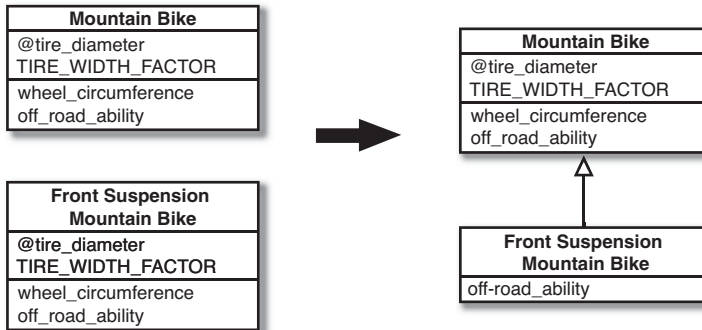 Mountain Bike
@tire_diameter
TIRE_WIDTH_FACTOR
wheel_circumference
off_road_ability
Front Suspension
Mountain Bike
@tire_diameter
TIRE_WIDTH_FACTOR
wheel_circumference
off_road_ability
Mountain Bike
@tire_diameter
TIRE_WIDTH_FACTOR
wheel_circumference
off_road_ability
Front Suspension
Mountain Bike
off-road_ability